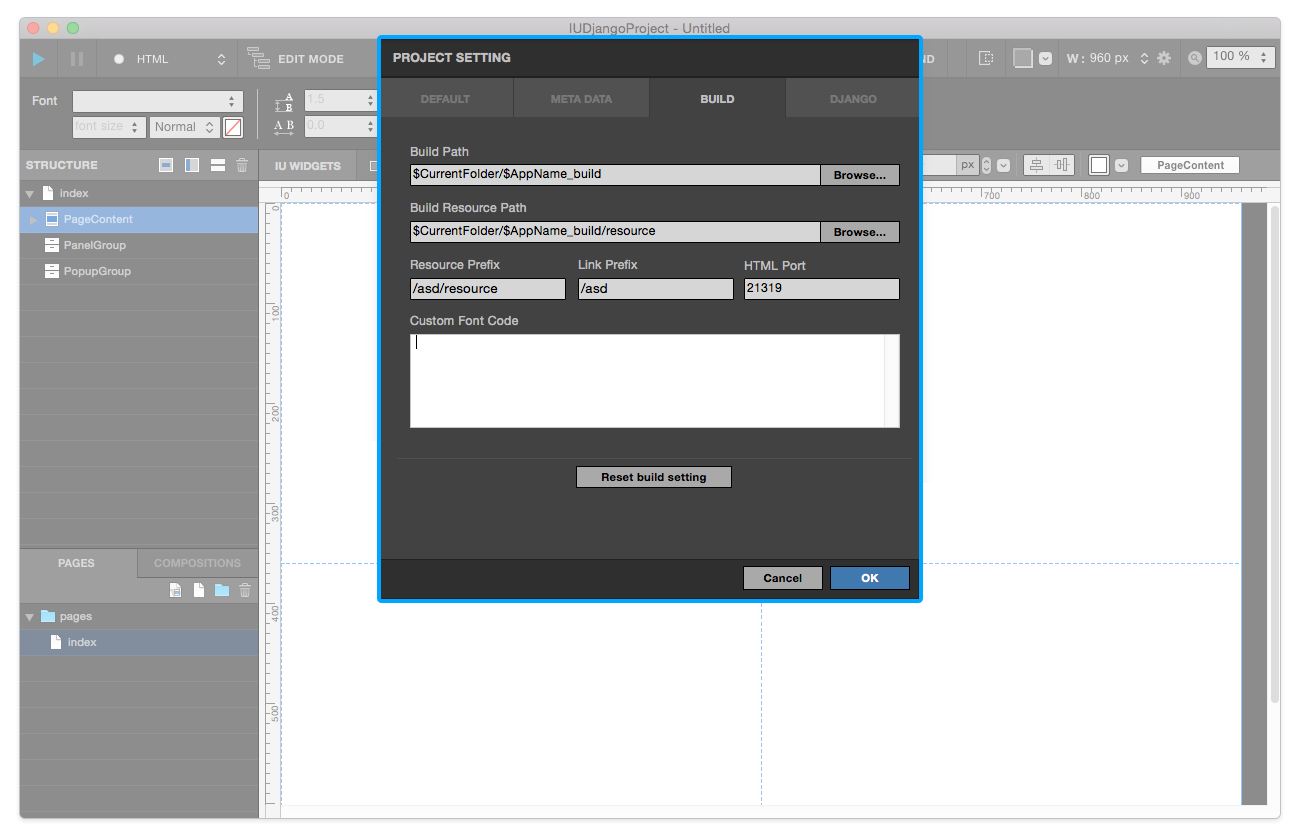 IUDjangoProject - Untitled
HTML
EDIT MODE
ND
W: 960 px
100 %
Font
1.5
font size
Normal
A B
0.0
A
B
STRUCTURE
IU WIDGETS
px
PageContent
index
PageContent
PanelGroup
PopupGroup
0
700
800
900
0
100
200
300
400
500
PROJECT SETTING
DEFAULT
META DATA
BUILD
DJANGO
Build Path
$CurrentFolder/$AppName_build
Browse...
Build Resource Path
$CurrentFolder/$AppName_build/resource
Browse...
Resource Prefix
Link Prefix
HTML Port
/asd/resource
/asd
21319
Custom Font Code
Reset build setting
Cancel
OK
PAGES
COMPOSITIONS
pages
index